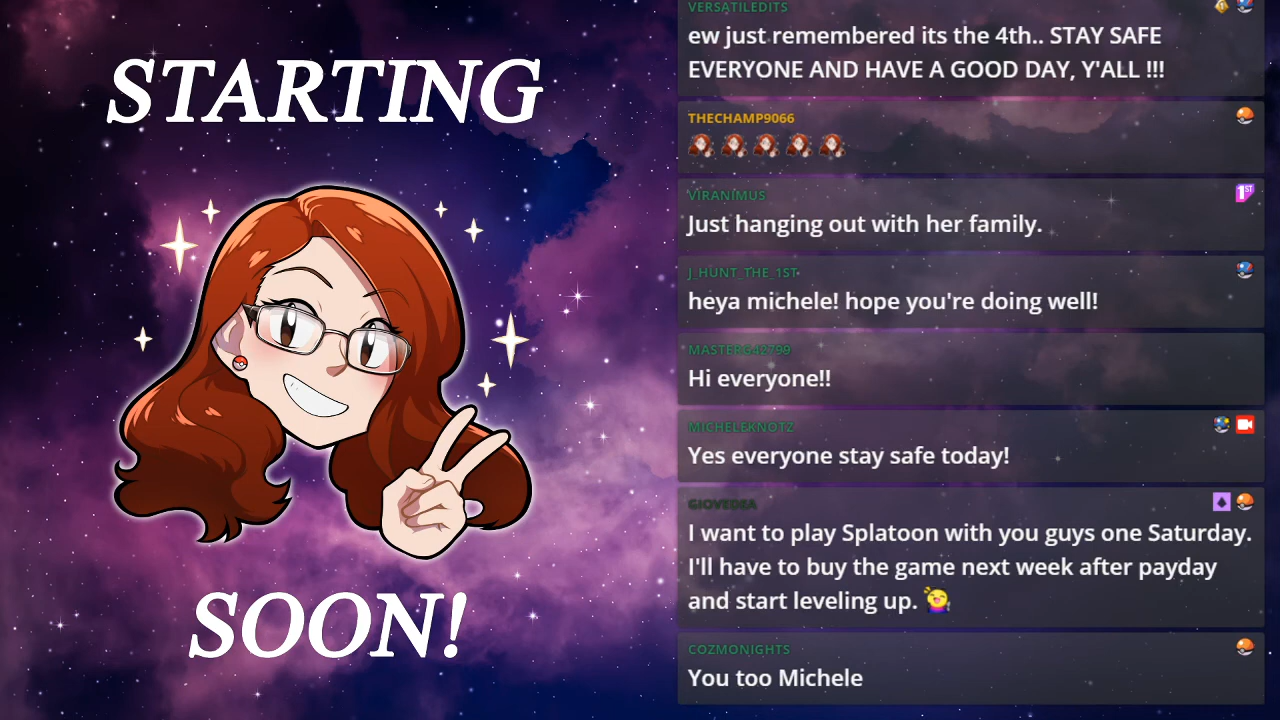 STARTING
SOON!
VERSATILEDITS
ew just remembered its the 4th.. STAY SAFE
EVERYONE AND HAVE A GOOD DAY, Y'ALL !!!
THECHAMP9066
VIRANIMUS
1ST
Just hanging out with her family.
J_HUNT_THE_1ST
heya michele! hope you're doing well!
MASTERG42799
Hi everyone!!
MICHELEKNOTZ
Yes everyone stay safe today!
GIOVEDRA
I want to play Splatoon with you guys one Saturday.
I'll have to buy the game next week after payday
and start leveling up.
COZMONIGHTS
You too Michele